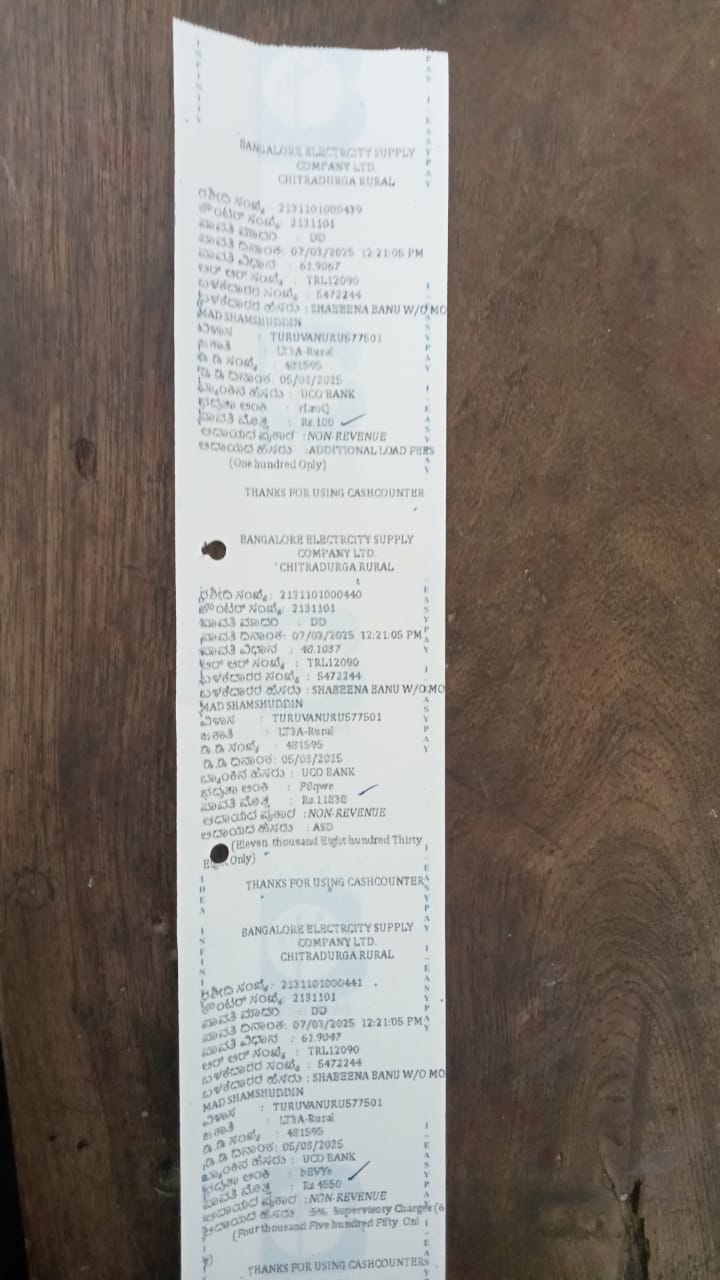 BANGALORE ELECTRCITY SUPPLY
COMPANY LTD.
CHITRADURGA RURAL
ರಶೀದಿ ಸಂಖ್ಯೆ : 2131101000439
ಕೌಂಟರ್ ಸಂಖ್ಯೆ: 2131101
ಪಾವತಿ ಮಾದರಿ : DD
ಪಾವತಿ ದಿನಾಂಕ: 07/03/2025 12:21:05 PM
ಪಾವತಿ ವಿಧಾನ : 61.9067
ಆರ್ ಆರ್ ಸಂಖ್ಯೆ : TRL12090
ಬಳಕೆದಾರರ ಸಂಖ್ಯೆ : 5472244
ಬಳಕೆದಾರರ ಹೆಸರು : SHABEENA BANU W/O MO
MAD SHAMSHUDDIN
ವಿಳಾಸ : TURUVANURU577501
ಜಕಾತಿ : LT3A-Rural
ಡಿ.ಡಿ ಸಂಖ್ಯೆ : 481595
ಡಿ.ಡಿ ದಿನಾಂಕ: 05/03/2025
ಬ್ಯಾಂಕಿನ ಹೆಸರು : UCO BANK
ಭದ್ರತಾ ಅಂಕಿ :
ಪಾವತಿ ಮೊತ್ತ : Rs.100
ಆದಾಯದ ಪ್ರಕಾರ :NON-REVENUE
ಆದಾಯದ ಹೆಸರು :ADDITIONAL LOAD FEES
(One hundred Only)
THANKS FOR USING CASHCOUNTER
BANGALORE ELECTRCITY SUPPLY
COMPANY LTD.
CHITRADURGA RURAL
ರಶೀದಿ ಸಂಖ್ಯೆ : 2131101000440
ಕೌಂಟರ್ ಸಂಖ್ಯೆ: 2131101
ಪಾವತಿ ಮಾದರಿ : DD
ಪಾವತಿ ದಿನಾಂಕ: 07/03/2025 12:21:05 PM
ಪಾವತಿ ವಿಧಾನ : 48.1037
ಆರ್ ಆರ್ ಸಂಖ್ಯೆ : TRL12090
ಬಳಕೆದಾರರ ಸಂಖ್ಯೆ : 5472244
ಬಳಕೆದಾರರ ಹೆಸರು : SHABEENA BANU W/O MO
MAD SHAMSHUDDIN
ವಿಳಾಸ : TURUVANURU577501
ಜಕಾತಿ : LT3A-Rural
ಡಿ.ಡಿ ಸಂಖ್ಯೆ : 481595
ಡಿ.ಡಿ ದಿನಾಂಕ: 05/03/2025
ಬ್ಯಾಂಕಿನ ಹೆಸರು : UCO BANK
ಭದ್ರತಾ ಅಂಕಿ :
ಪಾವತಿ ಮೊತ್ತ : Rs.11838
ಆದಾಯದ ಪ್ರಕಾರ :NON-REVENUE
ಆದಾಯದ ಹೆಸರು : ASD
(Eleven thousand Eight hundred Thirty
Eight Only)
THANKS FOR USING CASHCOUNTER
BANGALORE ELECTRCITY SUPPLY
COMPANY LTD.
CHITRADURGA RURAL
ರಶೀದಿ ಸಂಖ್ಯೆ : 2131101000441
ಕೌಂಟರ್ ಸಂಖ್ಯೆ: 2131101
ಪಾವತಿ ಮಾದರಿ : DD
ಪಾವತಿ ದಿನಾಂಕ: 07/03/2025 12:21:05 PM
ಪಾವತಿ ವಿಧಾನ : 61.9047
ಆರ್ ಆರ್ ಸಂಖ್ಯೆ : TRL12090
ಬಳಕೆದಾರರ ಸಂಖ್ಯೆ : 5472244
ಬಳಕೆದಾರರ ಹೆಸರು : SHABEENA BANU W/O MO
MAD SHAMSHUDDIN
ವಿಳಾಸ : TURUVANURU577501
ಜಕಾತಿ : LT3A-Rural
ಡಿ.ಡಿ ಸಂಖ್ಯೆ : 481595
ಡಿ.ಡಿ ದಿನಾಂಕ: 05/03/2025
ಬ್ಯಾಂಕಿನ ಹೆಸರು : UCO BANK
ಭದ್ರತಾ ಅಂಕಿ :
ಪಾವತಿ ಮೊತ್ತ : Rs.4550
ಆದಾಯದ ಪ್ರಕಾರ :NON-REVENUE
ಆದಾಯದ ಹೆಸರು : 5% Supervisory Charges (6
(Four thousand Five hundred Fifty Onl
y)
THANKS FOR USING CASHCOUNTER